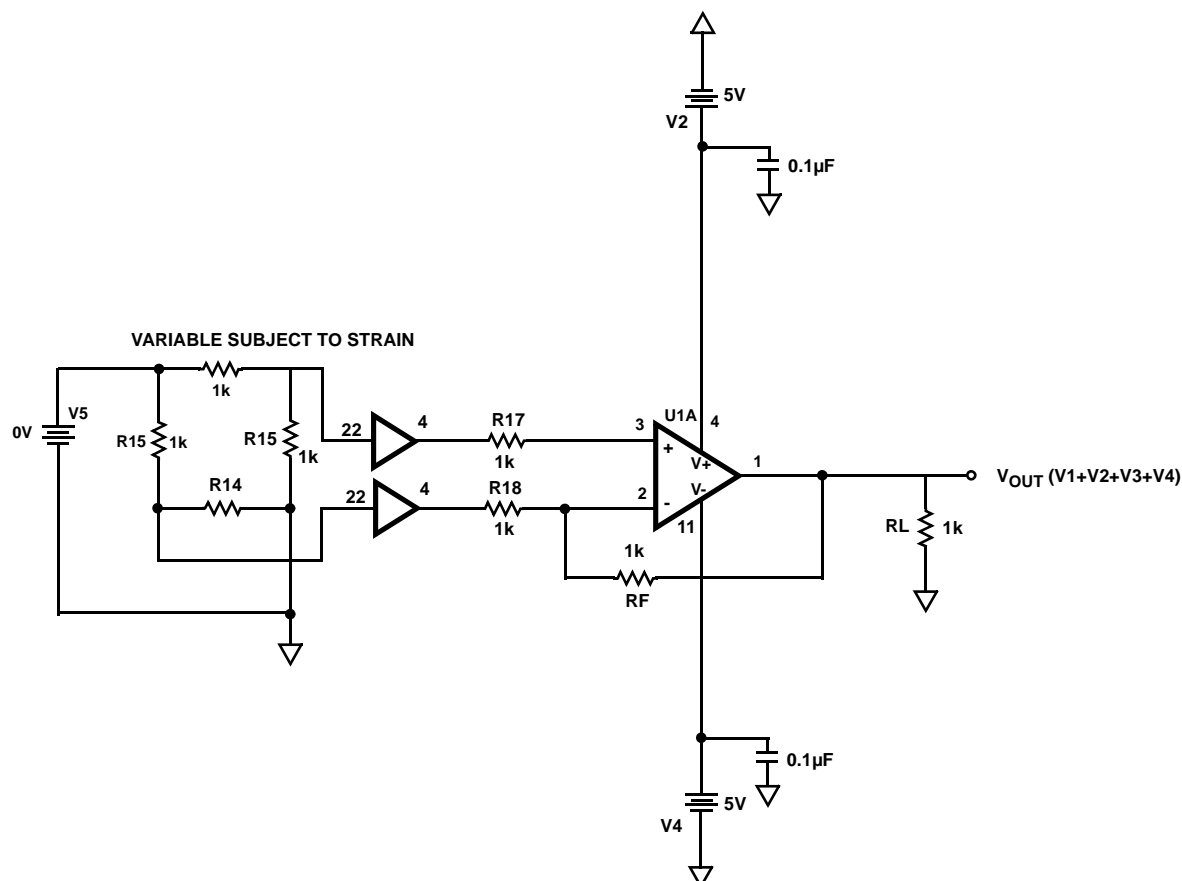 5V
V2
0.1µF
VARIABLE SUBJECT TO STRAIN
1k
V5
0V
R15
1k
R15
1k
R14
22
4
R17
1k
22
4
R18
1k
3
+
U1A
4
V+
2
-
V-
11
1
1k
RF
VOUT (V1+V2+V3+V4)
RL
1k
0.1µF
5V
V4